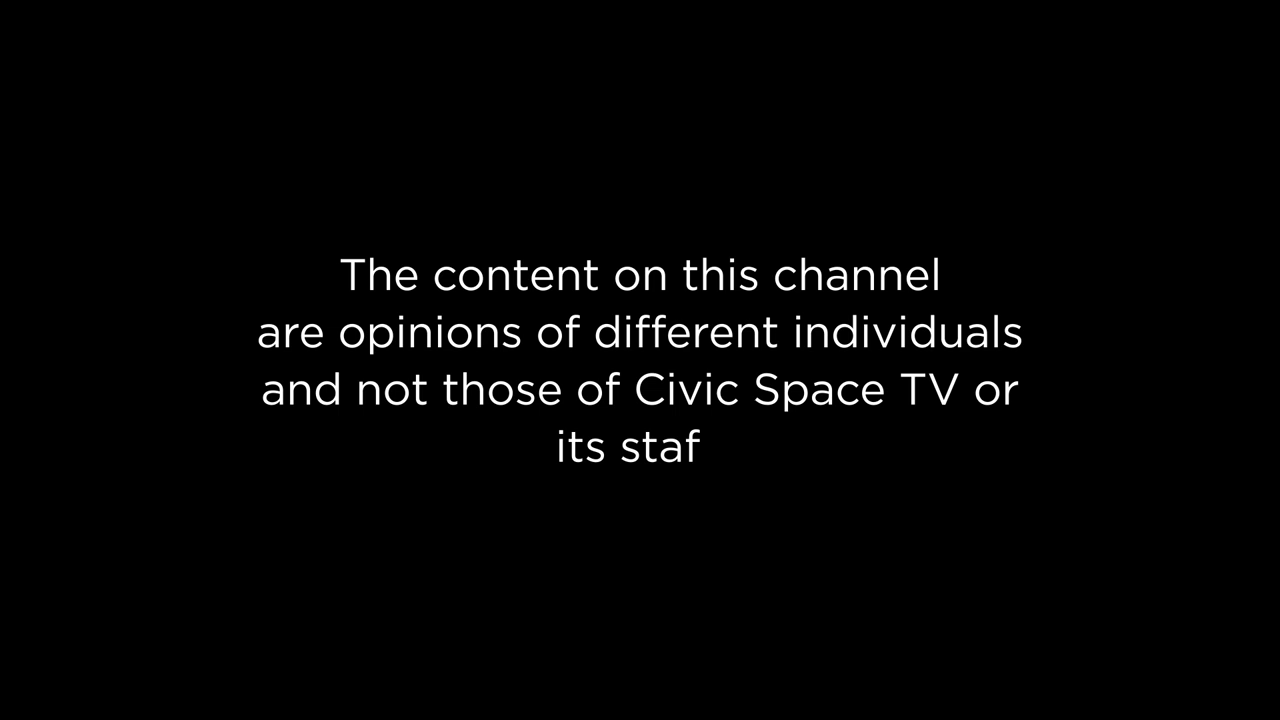 The content on this channel
are opinions of different individuals
and not those of Civic Space TV or
its staf